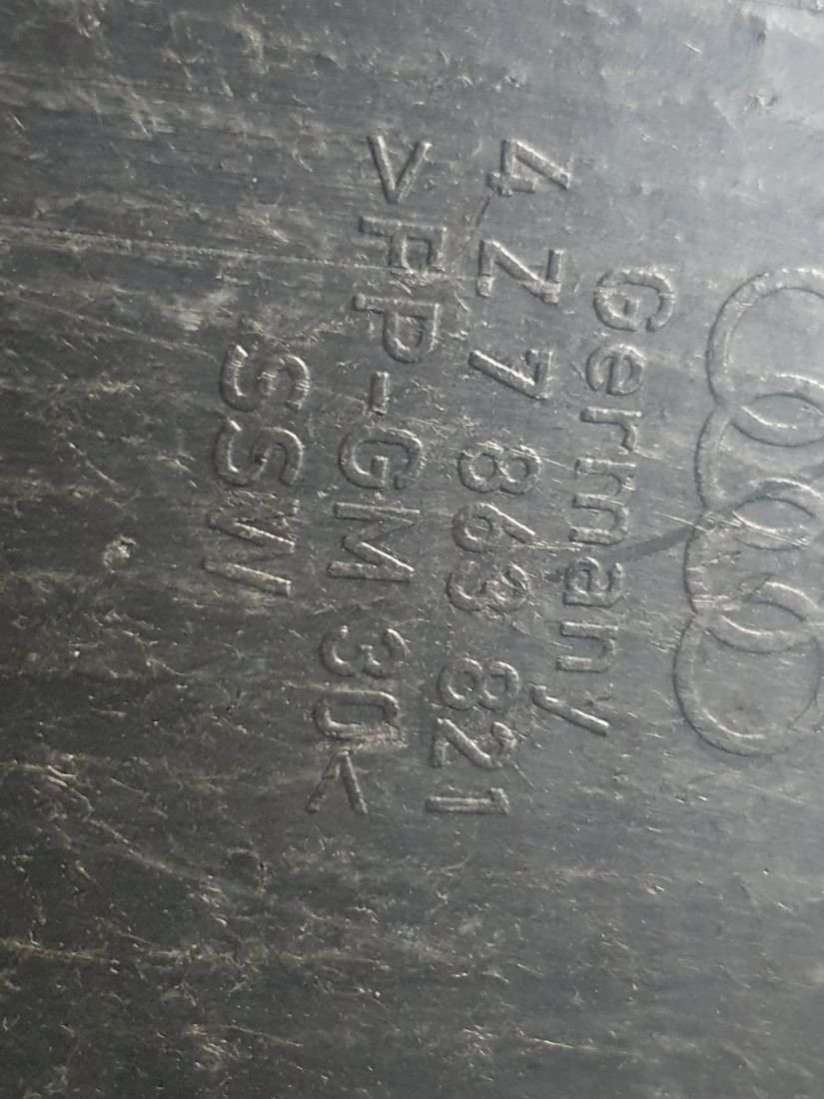 Germany
4Z7 863 821
>PP-GM 30<
SSW